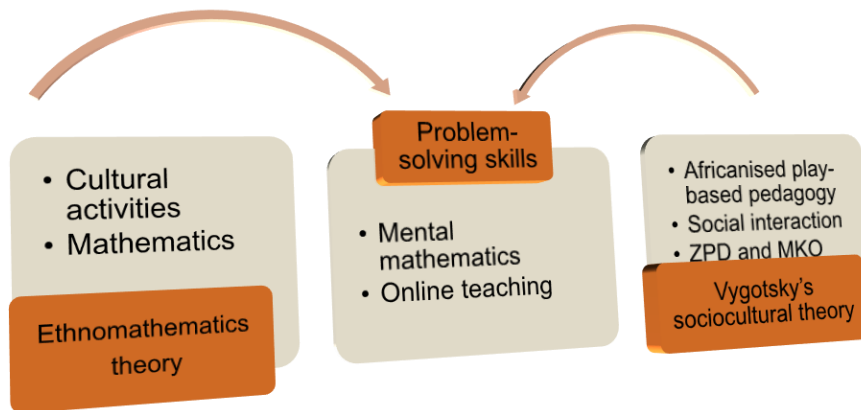 • Cultural
activities
• Mathematics
Ethnomathematics
theory
Problem-
solving skills
• Mental
mathematics
• Online teaching
• Africanised play-
based pedagogy
• Social interaction
• ZPD and MKO
Vygotsky's
sociocultural theory